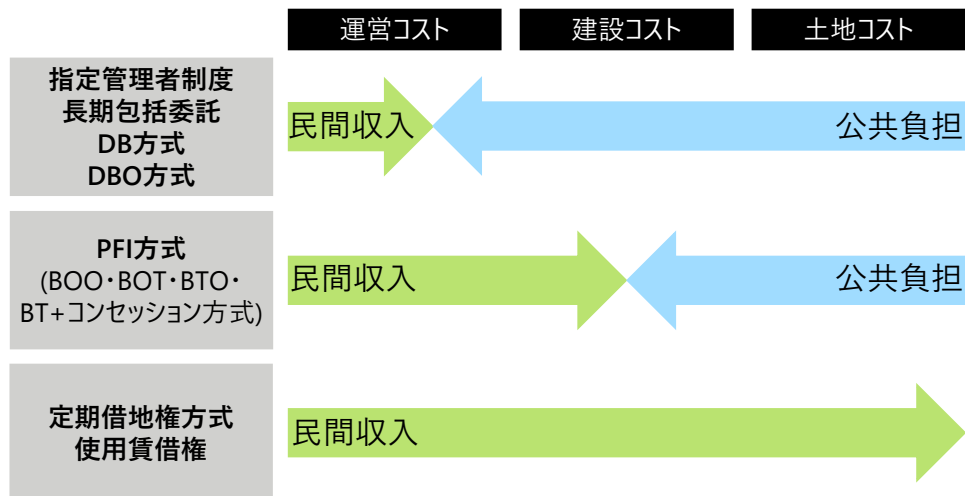 運営コスト
建設コスト
土地コスト
指定管理者制度
長期包括委託
DB方式
DBO方式
民間収入
公共負担
PFI方式
(BOO・BOT・BTO・
BT+コンセッション方式)
民間収入
公共負担
定期借地権方式
使用賃借権
民間収入